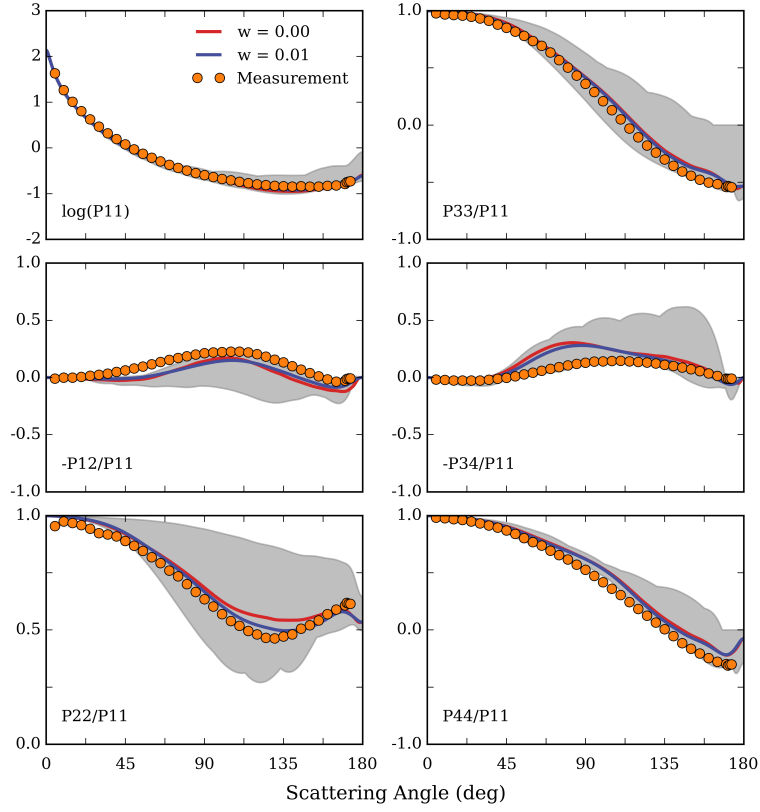 3
2
1
0
-1
-2
w = 0.00
w = 0.01
Measurement
log(P11)
1.0
0.0
-1.0
P33/P11
1.0
0.5
0.0
-0.5
-1.0
-P12/P11
1.0
0.5
0.0
-0.5
-1.0
-P34/P11
1.0
0.5
0.0
P22/P11
0 45 90 135 180
1.0
0.0
-1.0
P44/P11
0 45 90 135 180
Scattering Angle (deg)